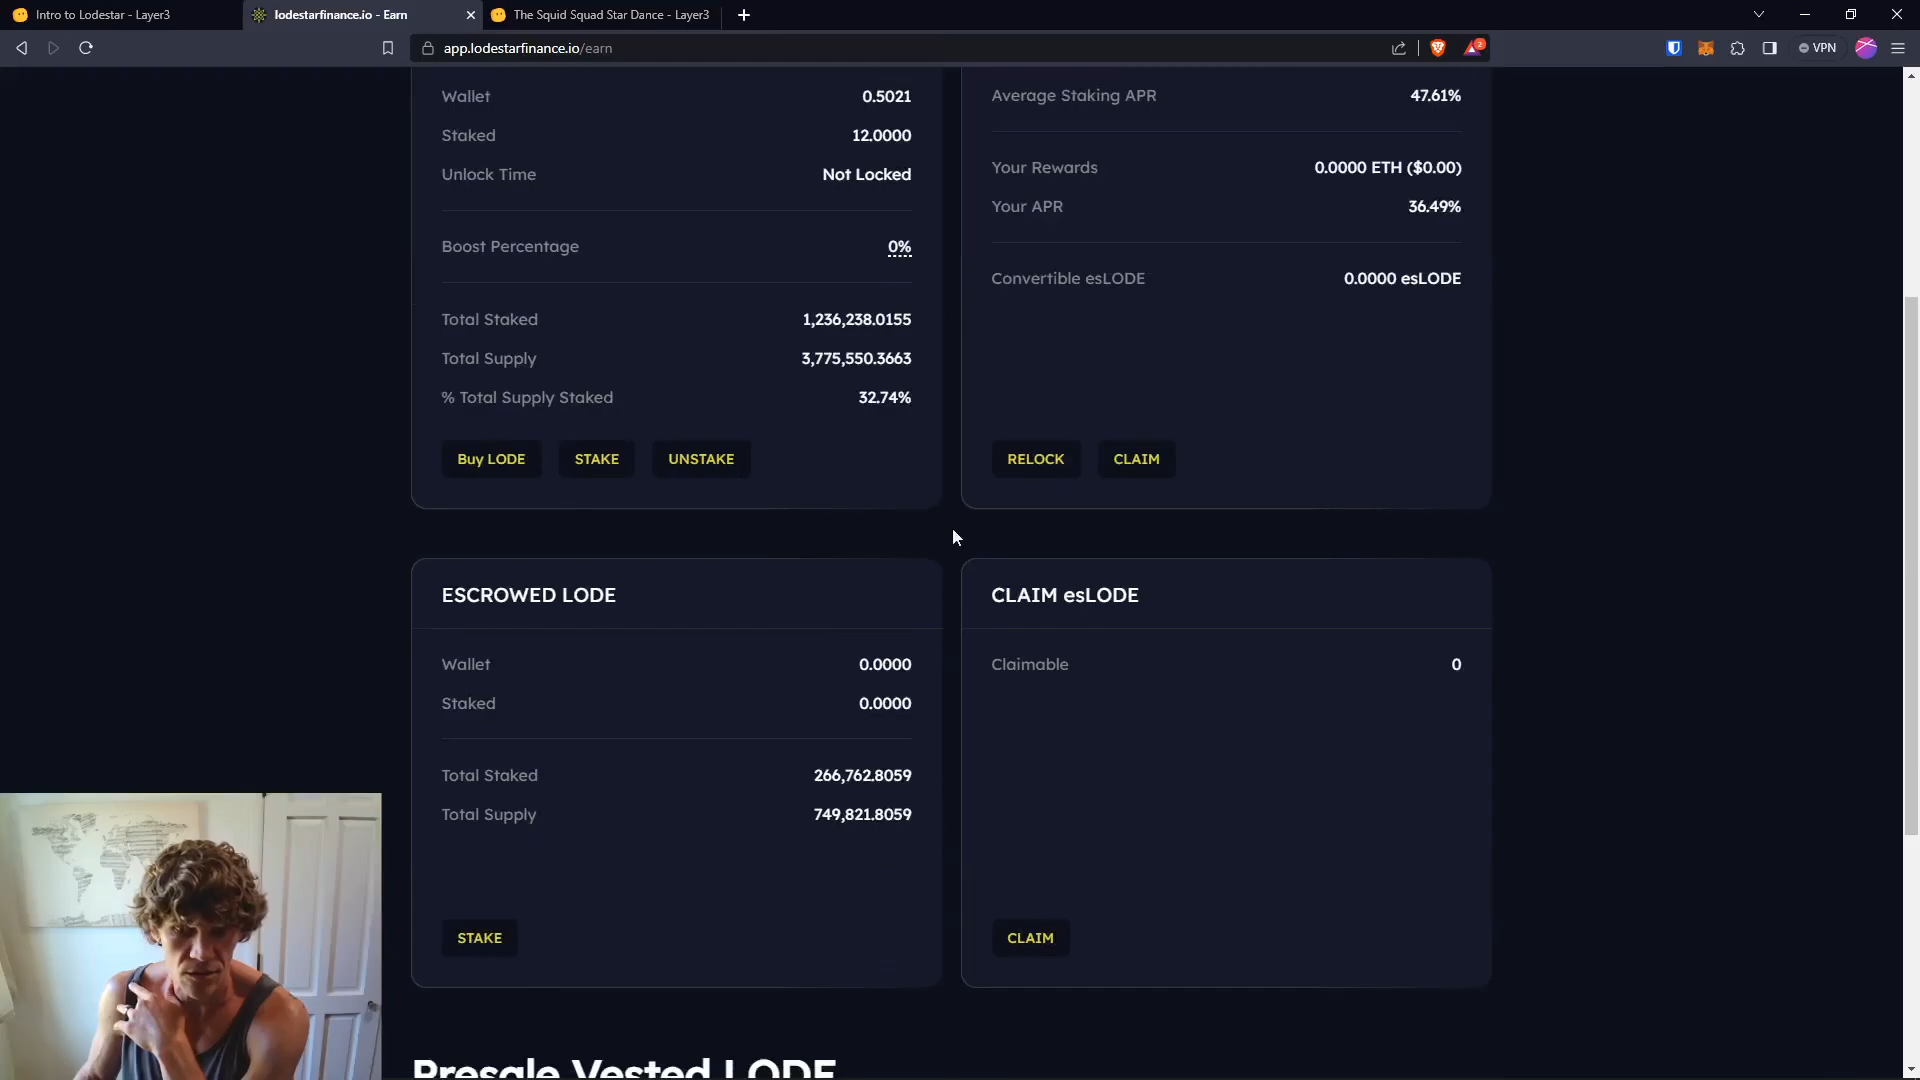 Intro to Lodestar - Layer3
lodestarfinance.io - Earn
The Squid Squad Star Dance - Layer3
app.lodestarfinance.io/earn
2
VPN
Wallet 0.5021
Staked 12.0000
Unlock Time Not Locked
Boost Percentage 0%
Total Staked 1,236,238.0155
Total Supply 3,775,550.3663
% Total Supply Staked 32.74%
Buy LODE STAKE UNSTAKE
Average Staking APR 47.61%
Your Rewards 0.0000 ETH ($0.00)
Your APR 36.49%
Convertible esLODE 0.0000 esLODE
RELOCK CLAIM
ESCROWED LODE
Wallet 0.0000
Staked 0.0000
Total Staked 266,762.8059
Total Supply 749,821.8059
STAKE
CLAIM esLODE
Claimable 0
CLAIM
Presale Vested LODE